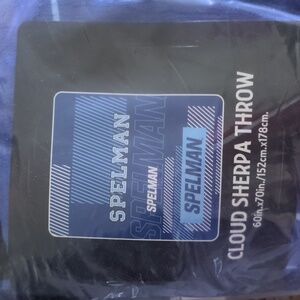 SPELMAN
SPELMAN
SPELMAN
SPELMAN
CLOUD SHERPA THROW
60in.x70in./152cm.x178cm.